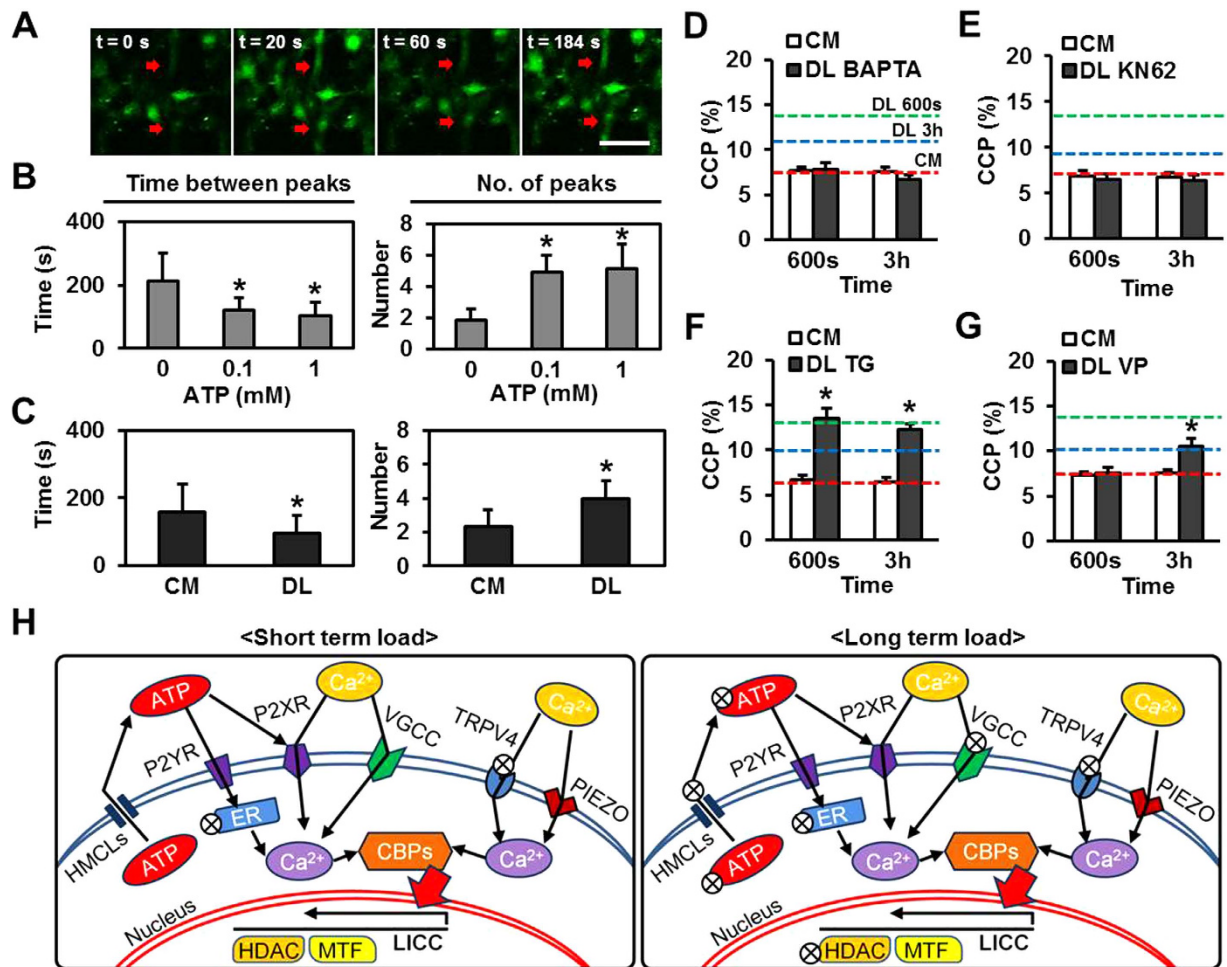 A
t = 0 s
t = 20 s
t = 60 s
t = 184 s
B
Time between peaks
No. of peaks
400
200
0
Time (s)
0
0.1
1
ATP (mM)
*
*
8
6
4
2
0
Number
0
0.1
1
ATP (mM)
*
*
C
400
200
0
Time (s)
CM
DL
*
8
6
4
2
0
Number
CM
DL
*
D
CM
DL BAPTA
20
15
10
5
0
CCP (%)
DL 600s
DL 3h
CM
600s
3h
Time
E
CM
DL KN62
20
15
10
5
0
CCP (%)
600s
3h
Time
F
CM
DL TG
20
15
10
5
0
CCP (%)
*
*
600s
3h
Time
G
CM
DL VP
20
15
10
5
0
CCP (%)
*
600s
3h
Time
H
<Short term load>
ATP
P2YR
P2XR
Ca2+
VGCC
TRPV4
Ca2+
PIEZO
HMCLs
ATP
ER
Ca2+
CBPs
Ca2+
Nucleus
HDAC
MTF
LICC
<Long term load>
ATP
P2YR
P2XR
Ca2+
VGCC
TRPV4
Ca2+
PIEZO
HMCLs
ATP
ER
Ca2+
CBPs
Ca2+
Nucleus
HDAC
MTF
LICC